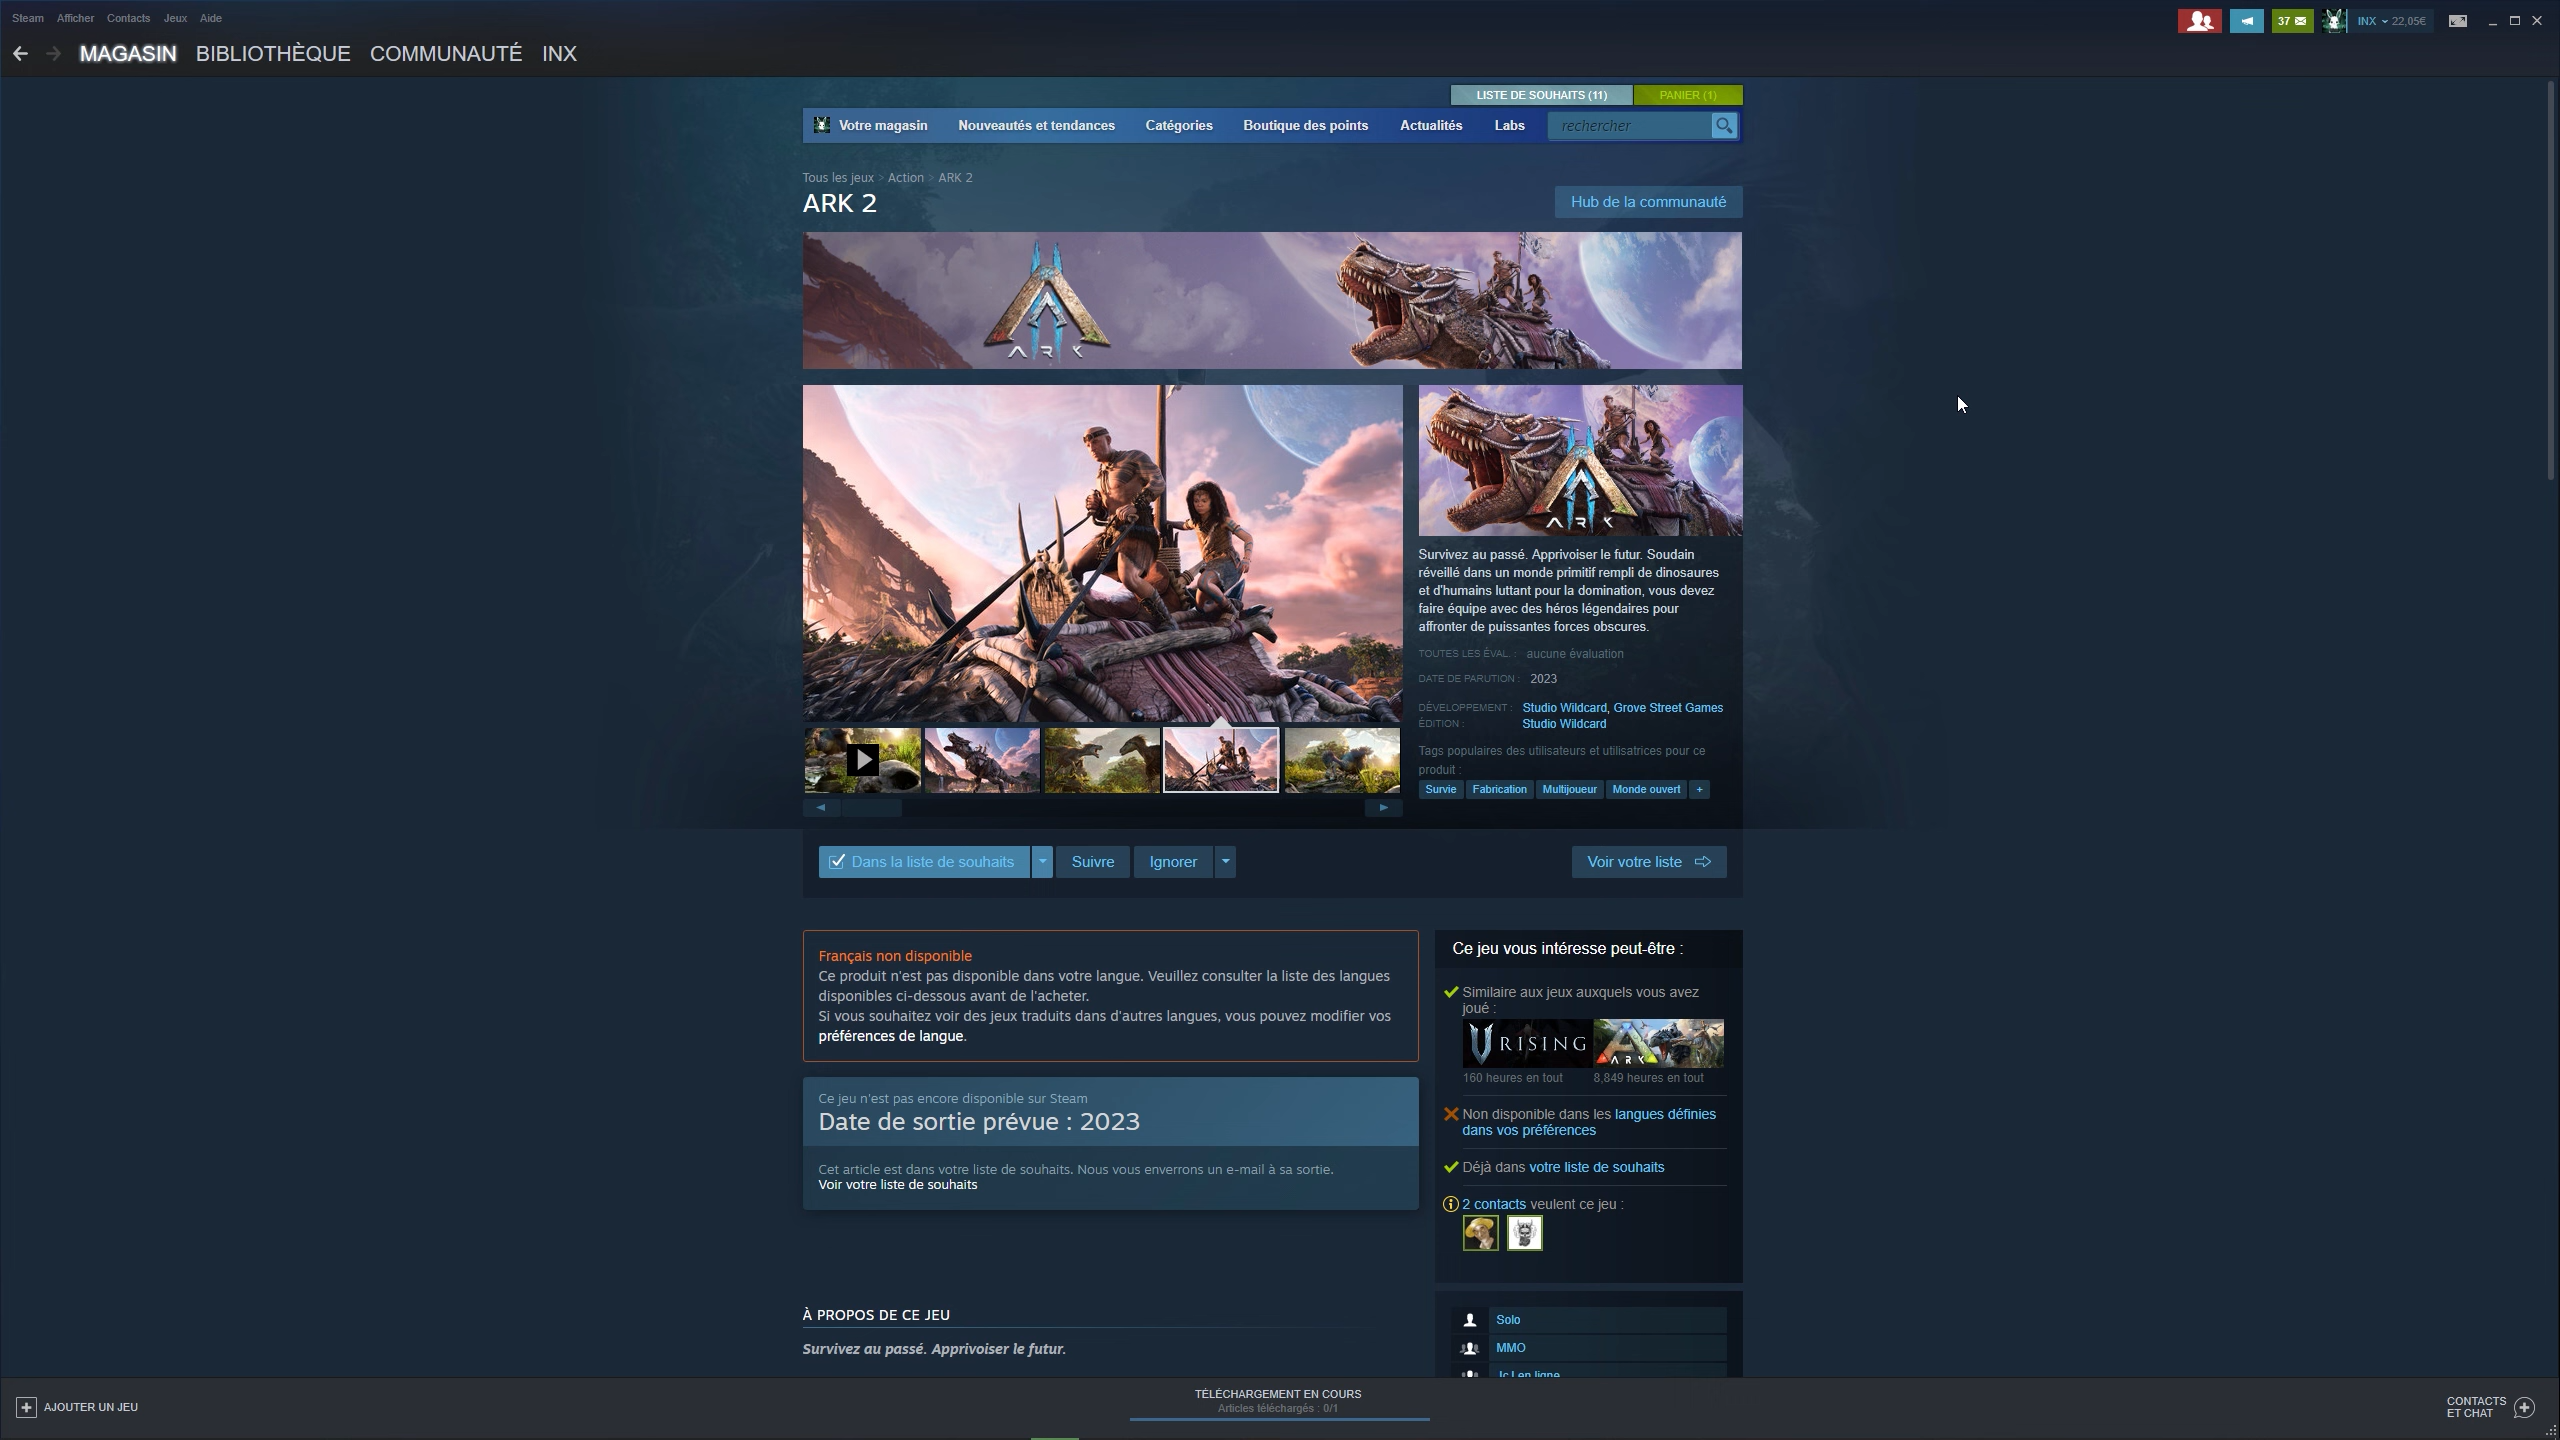 Steam Afficher Contacts Jeux Aide
37 INX 22,05€
MAGASIN BIBLIOTHÈQUE COMMUNAUTÉ INX
LISTE DE SOUHAITS (11) PANIER (1)
Votre magasin Nouveautés et tendances Catégories Boutique des points Actualités Labs rechercher
Tous les jeux > Action > ARK 2
ARK 2
Hub de la communauté
ARK
ARK
Survivez au passé. Apprivoiser le futur. Soudain
réveillé dans un monde primitif rempli de dinosaures
et d'humains luttant pour la domination, vous devez
faire équipe avec des héros légendaires pour
affronter de puissantes forces obscures.
TOUTES LES ÉVAL. : aucune évaluation
DATE DE PARUTION : 2023
DÉVELOPPEMENT : Studio Wildcard, Grove Street Games
ÉDITION : Studio Wildcard
Tags populaires des utilisateurs et utilisatrices pour ce
produit :
Survie Fabrication Multijoueur Monde ouvert +
Dans la liste de souhaits Suivre Ignorer Voir votre liste
Français non disponible
Ce produit n'est pas disponible dans votre langue. Veuillez consulter la liste des langues
disponibles ci-dessous avant de l'acheter.
Si vous souhaitez voir des jeux traduits dans d'autres langues, vous pouvez modifier vos
préférences de langue.
Ce jeu n'est pas encore disponible sur Steam
Date de sortie prévue : 2023
Cet article est dans votre liste de souhaits. Nous vous enverrons un e-mail à sa sortie.
Voir votre liste de souhaits
Ce jeu vous intéresse peut-être :
Similaire aux jeux auxquels vous avez
joué :
V RISING ARK
160 heures en tout 8,849 heures en tout
Non disponible dans les langues définies
dans vos préférences
Déjà dans votre liste de souhaits
2 contacts veulent ce jeu :
À PROPOS DE CE JEU
Survivez au passé. Apprivoiser le futur.
Solo
MMO
JcJ en ligne
AJOUTER UN JEU
TÉLÉCHARGEMENT EN COURS
Articles téléchargés : 0/1
CONTACTS
ET CHAT